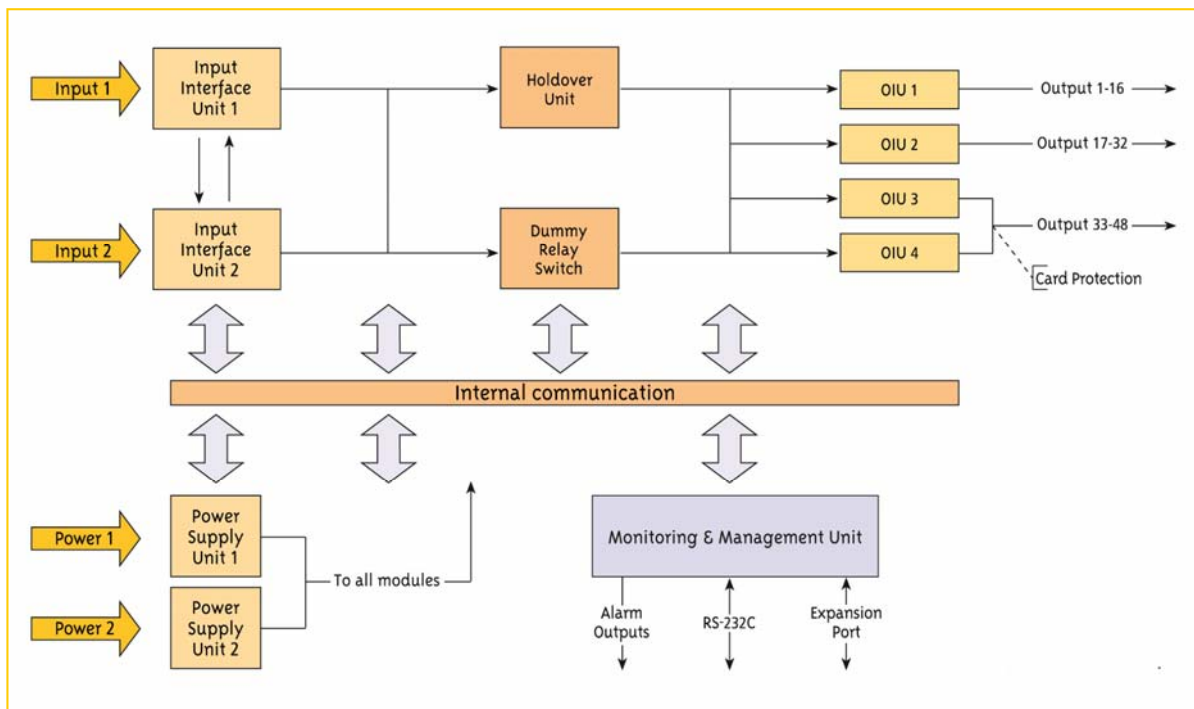 Input 1
Input
Interface
Unit 1
Holdover
Unit
OIU 1
Output 1-16
OIU 2
Output 17-32
OIU 3
Input 2
Input
Interface
Unit 2
Dummy
Relay
Switch
Output 33-48
OIU 4
Card Protection
Internal communication
Power 1
Power
Supply
Unit 1
Monitoring & Management Unit
To all modules
Power 2
Power
Supply
Unit 2
Alarm
Outputs
RS-232C
Expansion
Port